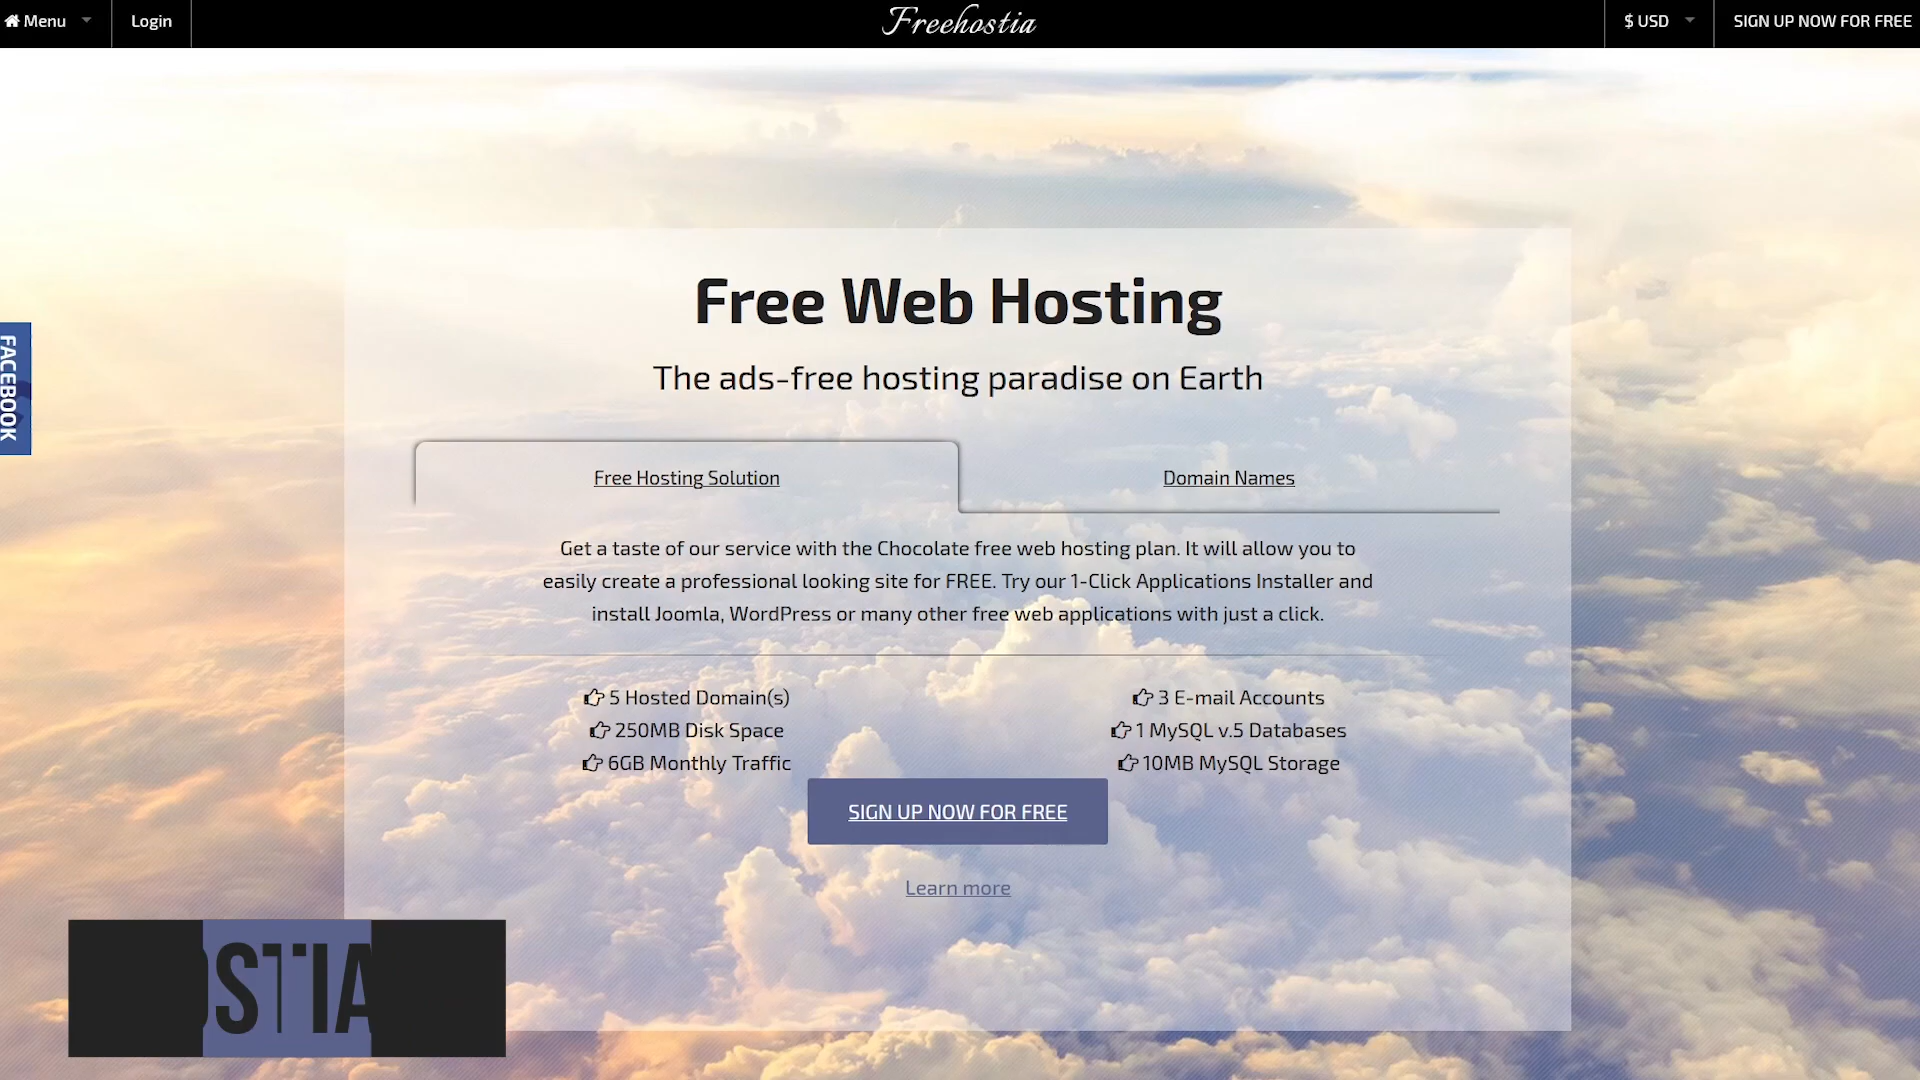 Menu
Login
Freehostia
$ USD
SIGN UP NOW FOR FREE
FACEBOOK
Free Web Hosting
The ads-free hosting paradise on Earth
Free Hosting Solution
Domain Names
Get a taste of our service with the Chocolate free web hosting plan. It will allow you to
easily create a professional looking site for FREE. Try our 1-Click Applications Installer and
install Joomla, WordPress or many other free web applications with just a click.
5 Hosted Domain(s)
250MB Disk Space
6GB Monthly Traffic
3 E-mail Accounts
1 MySQL v.5 Databases
10MB MySQL Storage
SIGN UP NOW FOR FREE
Learn more